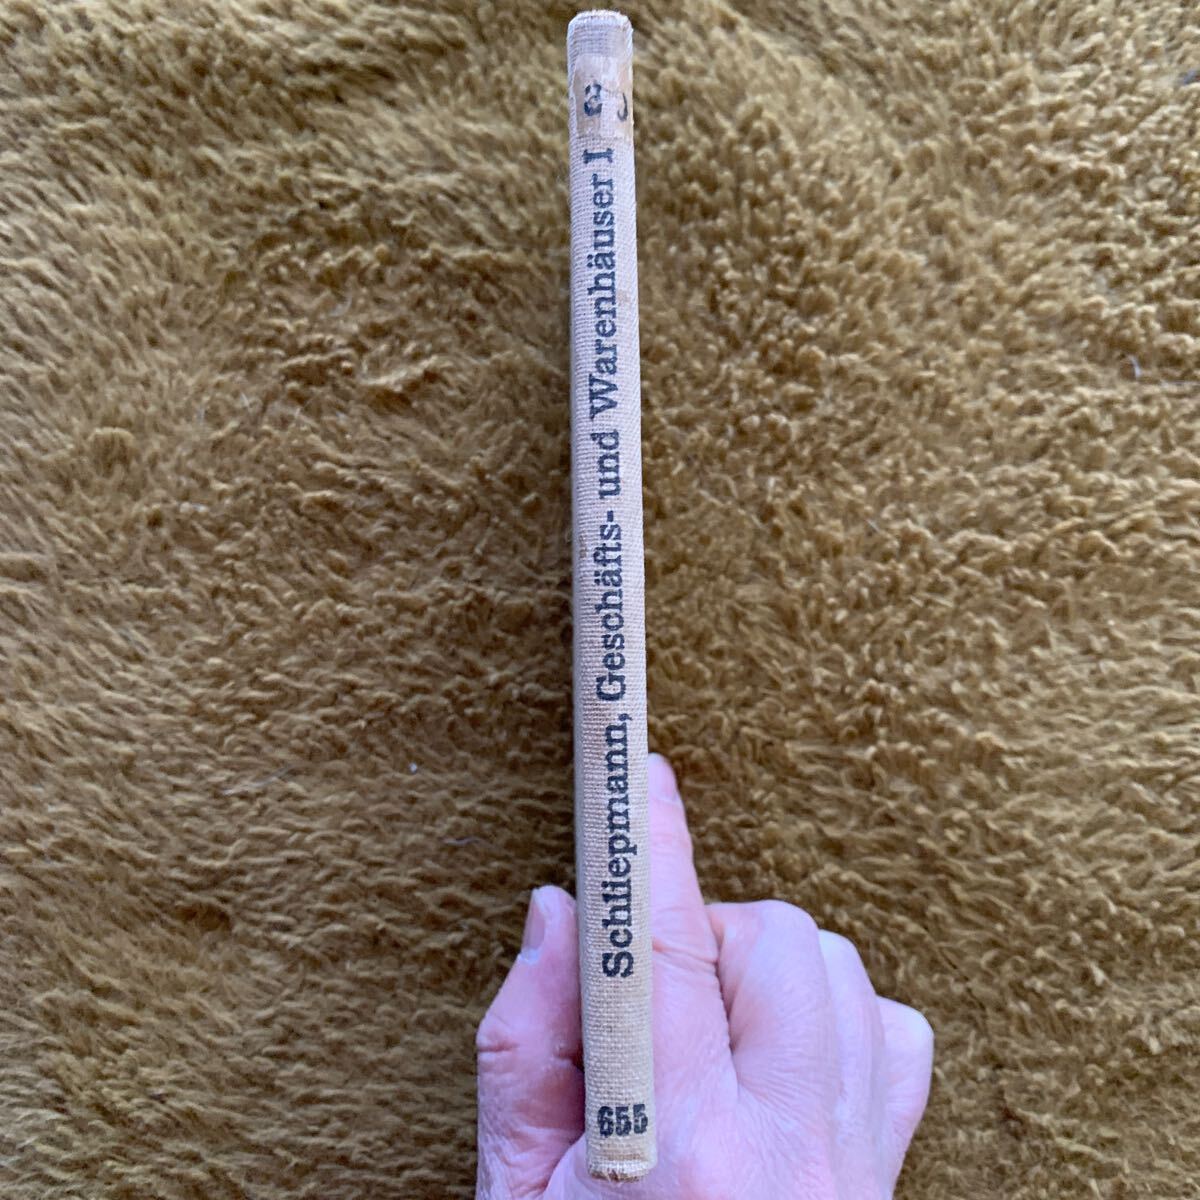 Schliepmann, Geschäfts- und Warenhäuser I
655